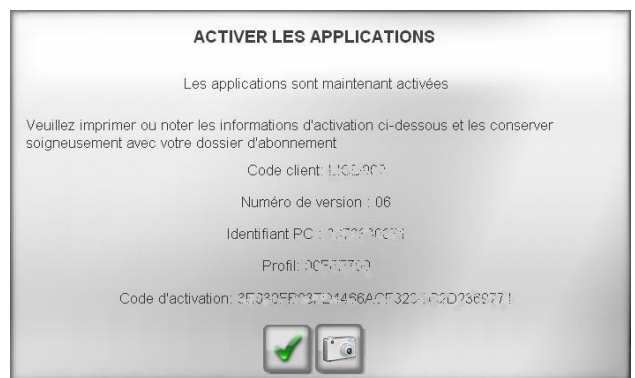 ACTIVER LES APPLICATIONS
Les applications sont maintenant activées
Veuillez imprimer ou noter les informations d'activation ci-dessous et les conserver
soigneusement avec votre dossier d'abonnement
Code client:
Numéro de version : 06
Identifiant PC :
Profil:
Code d'activation: